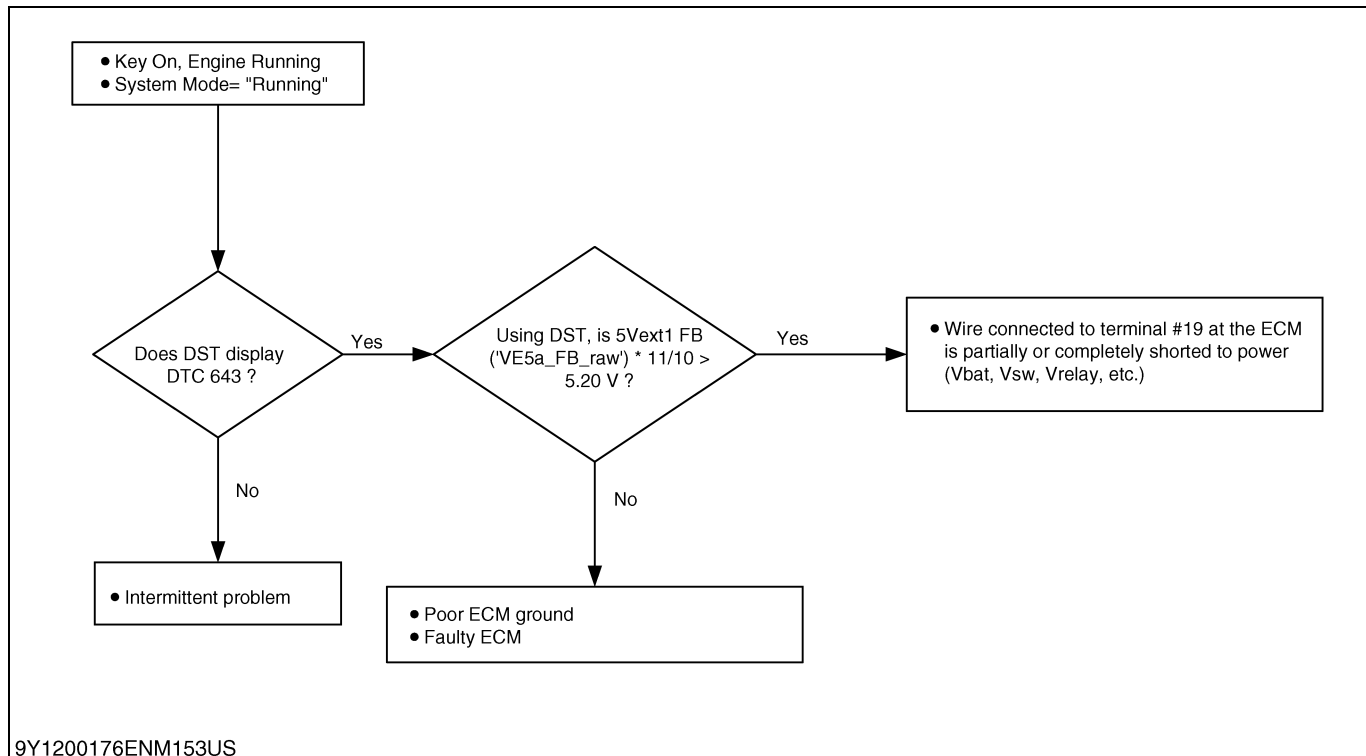 ● Key On, Engine Running
● System Mode= "Running"
Does DST display
DTC 643 ?
Yes
No
● Intermittent problem
Using DST, is 5Vext1 FB
('VE5a_FB_raw') * 11/10 >
5.20 V ?
Yes
No
● Poor ECM ground
● Faulty ECM
● Wire connected to terminal #19 at the ECM
is partially or completely shorted to power
(Vbat, Vsw, Vrelay, etc.)
9Y1200176ENM153US